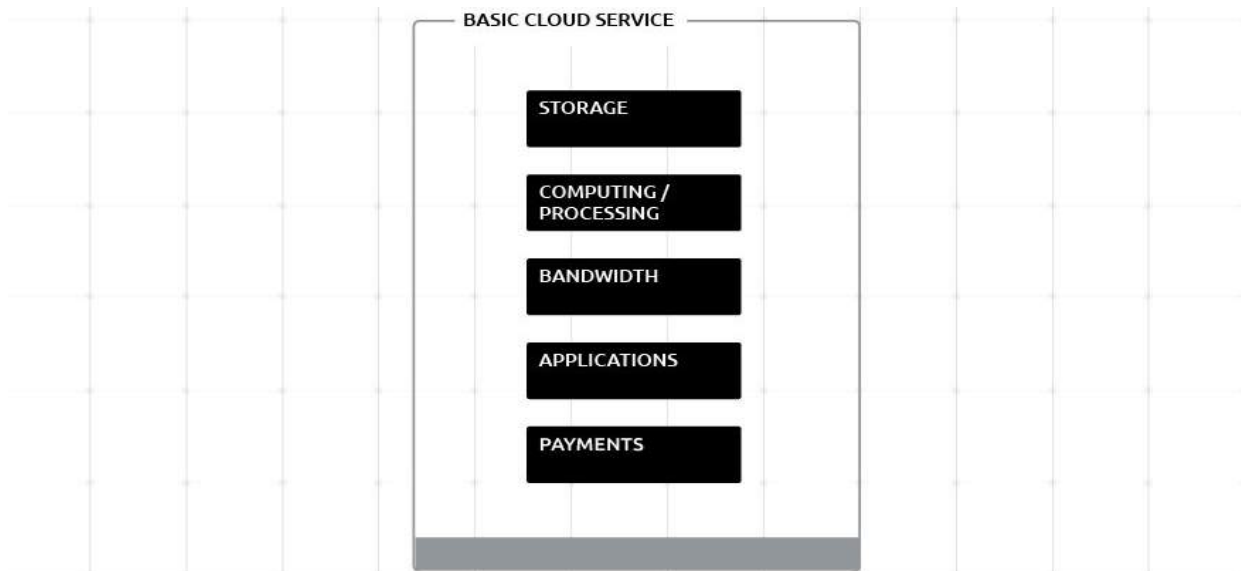 BASIC CLOUD SERVICE
STORAGE
COMPUTING /
PROCESSING
BANDWIDTH
APPLICATIONS
PAYMENTS